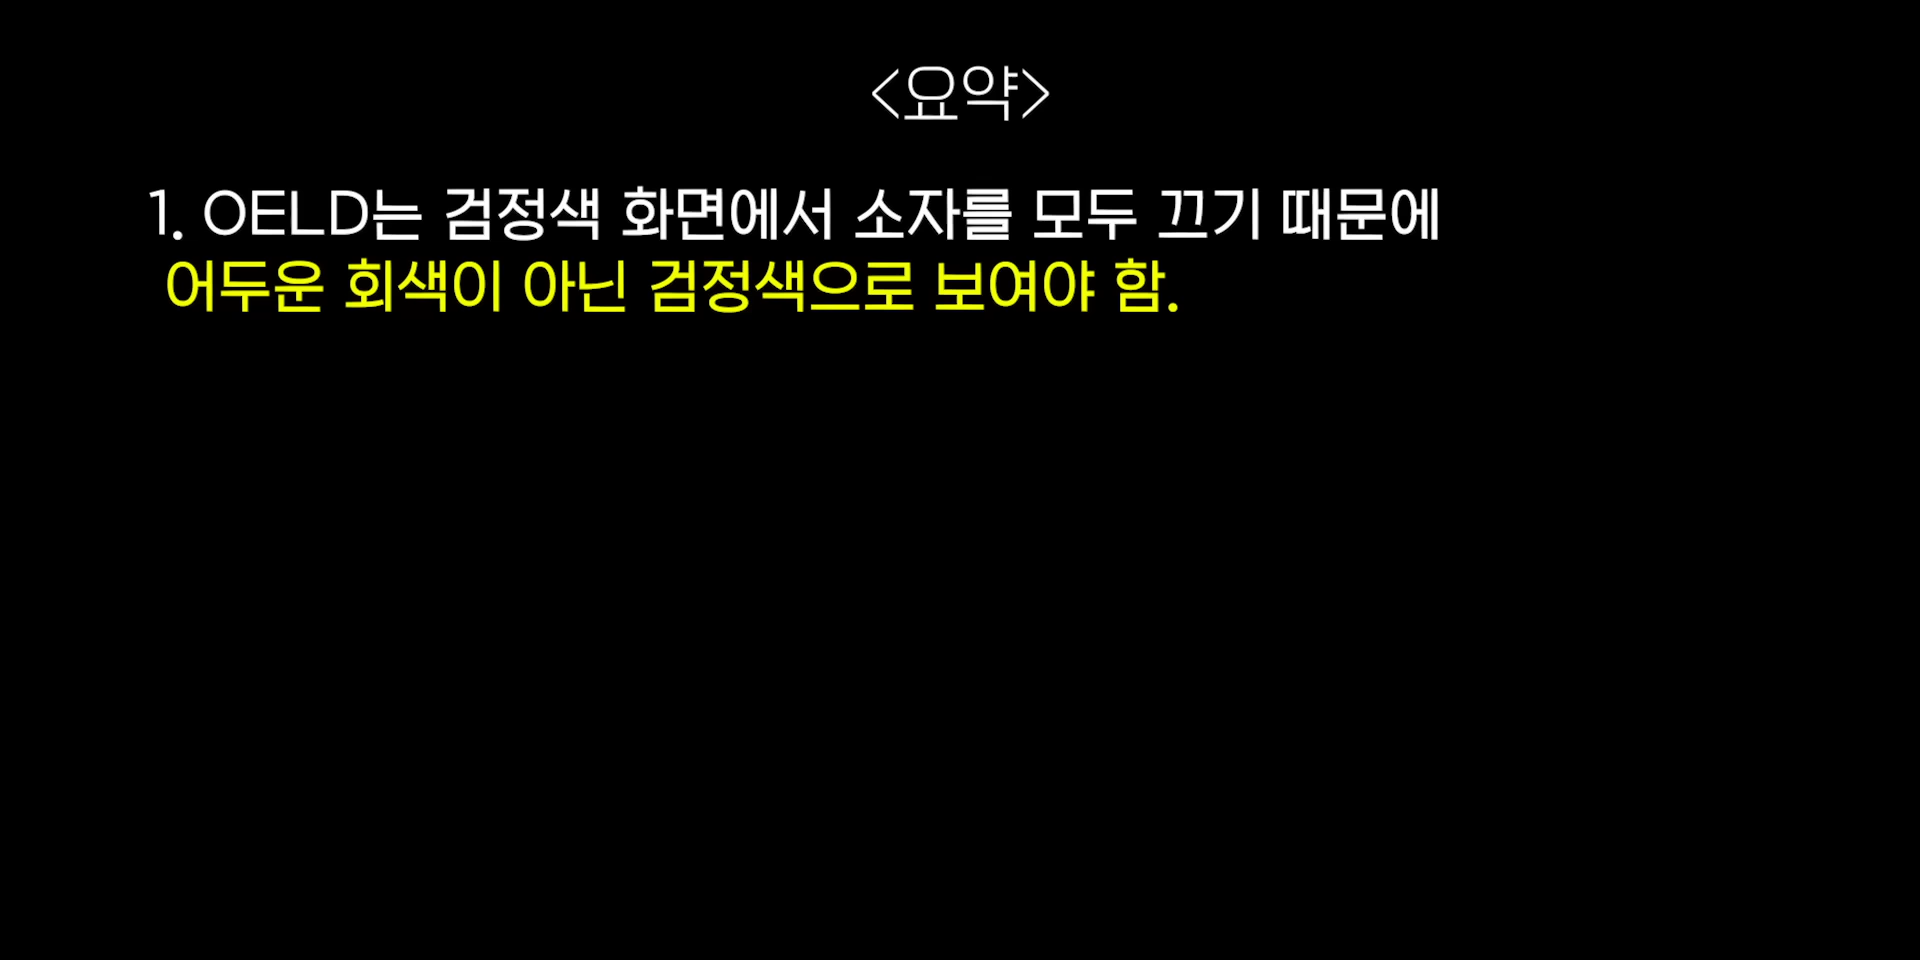 <요약>
1. OELD는 검정색 화면에서 소자를 모두 끄기 때문에
어두운 회색이 아닌 검정색으로 보여야 함.